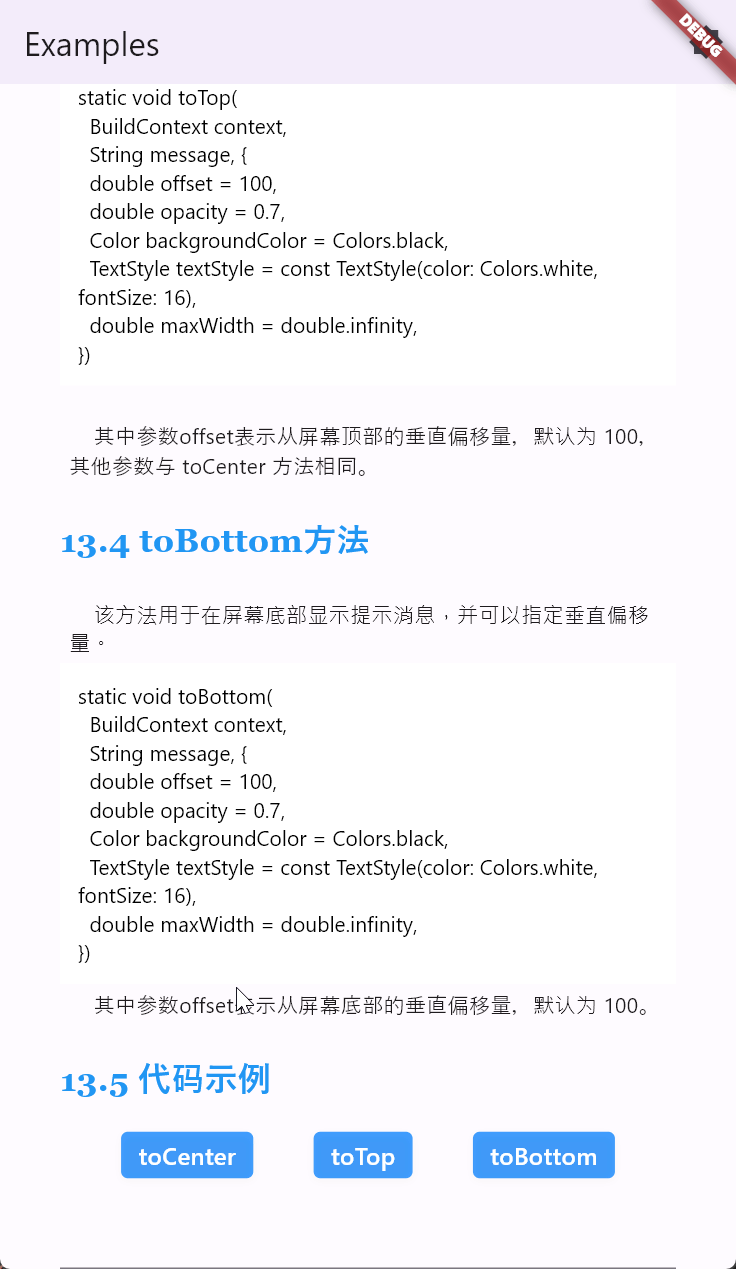 Examples
DEBUG
static void toTop(
BuildContext context,
String message, {
double offset = 100,
double opacity = 0.7,
Color backgroundColor = Colors.black,
TextStyle textStyle = const TextStyle(color: Colors.white,
fontSize: 16),
double maxWidth = double.infinity,
})
其中参数offset表示从屏幕顶部的垂直偏移量，默认为 100,
其他参数与 toCenter 方法相同。
13.4 toBottom方法
该方法用于在屏幕底部显示提示消息，并可以指定垂直偏移
量。
static void toBottom(
BuildContext context,
String message, {
double offset = 100,
double opacity = 0.7,
Color backgroundColor = Colors.black,
TextStyle textStyle = const TextStyle(color: Colors.white,
fontSize: 16),
double maxWidth = double.infinity,
})
其中参数offset表示从屏幕底部的垂直偏移量，默认为 100。
13.5 代码示例
toCenter toTop toBottom